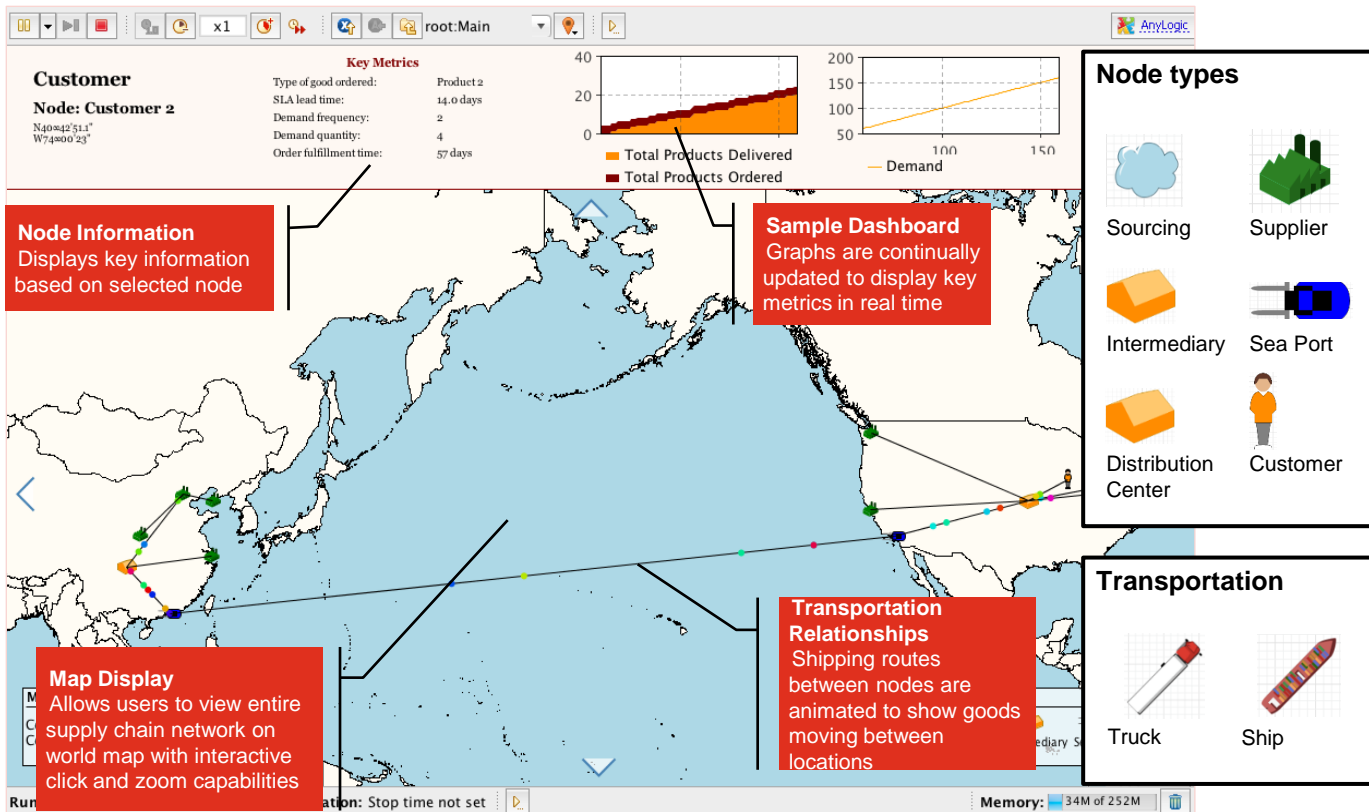 x1
root:Main
AnyLogic
Customer
Node: Customer 2
N40∞42'51.1"
W74∞00'23"
Key Metrics
Type of good ordered: Product 2
SLA lead time: 14.0 days
Demand frequency: 2
Demand quantity: 4
Order fulfillment time: 57 days
40
20
0
Total Products Delivered
Total Products Ordered
200
150
100
50
100 150
Demand
Node types
Sourcing
Supplier
Intermediary
Sea Port
Distribution
Center
Customer
Node Information
Displays key information
based on selected node
Sample Dashboard
Graphs are continually
updated to display key
metrics in real time
Transportation
Relationships
Shipping routes
between nodes are
animated to show goods
moving between
locations
Map Display
Allows users to view entire
supply chain network on
world map with interactive
click and zoom capabilities
Transportation
Truck
Ship
Stop time not set
Memory: 34M of 252M